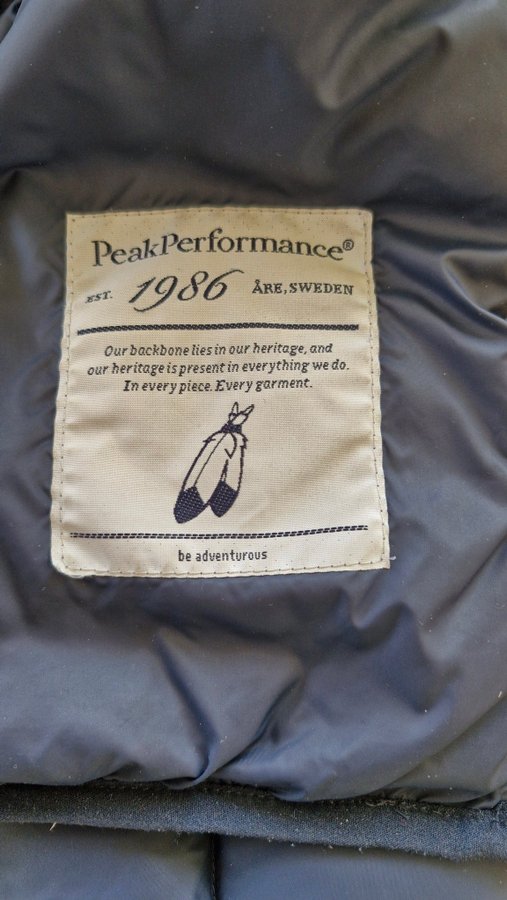 PeakPerformance®
EST. 1986 ÅRE, SWEDEN
Our backbone lies in our heritage, and
our heritage is present in everything we do.
In every piece. Every garment.
be adventurous